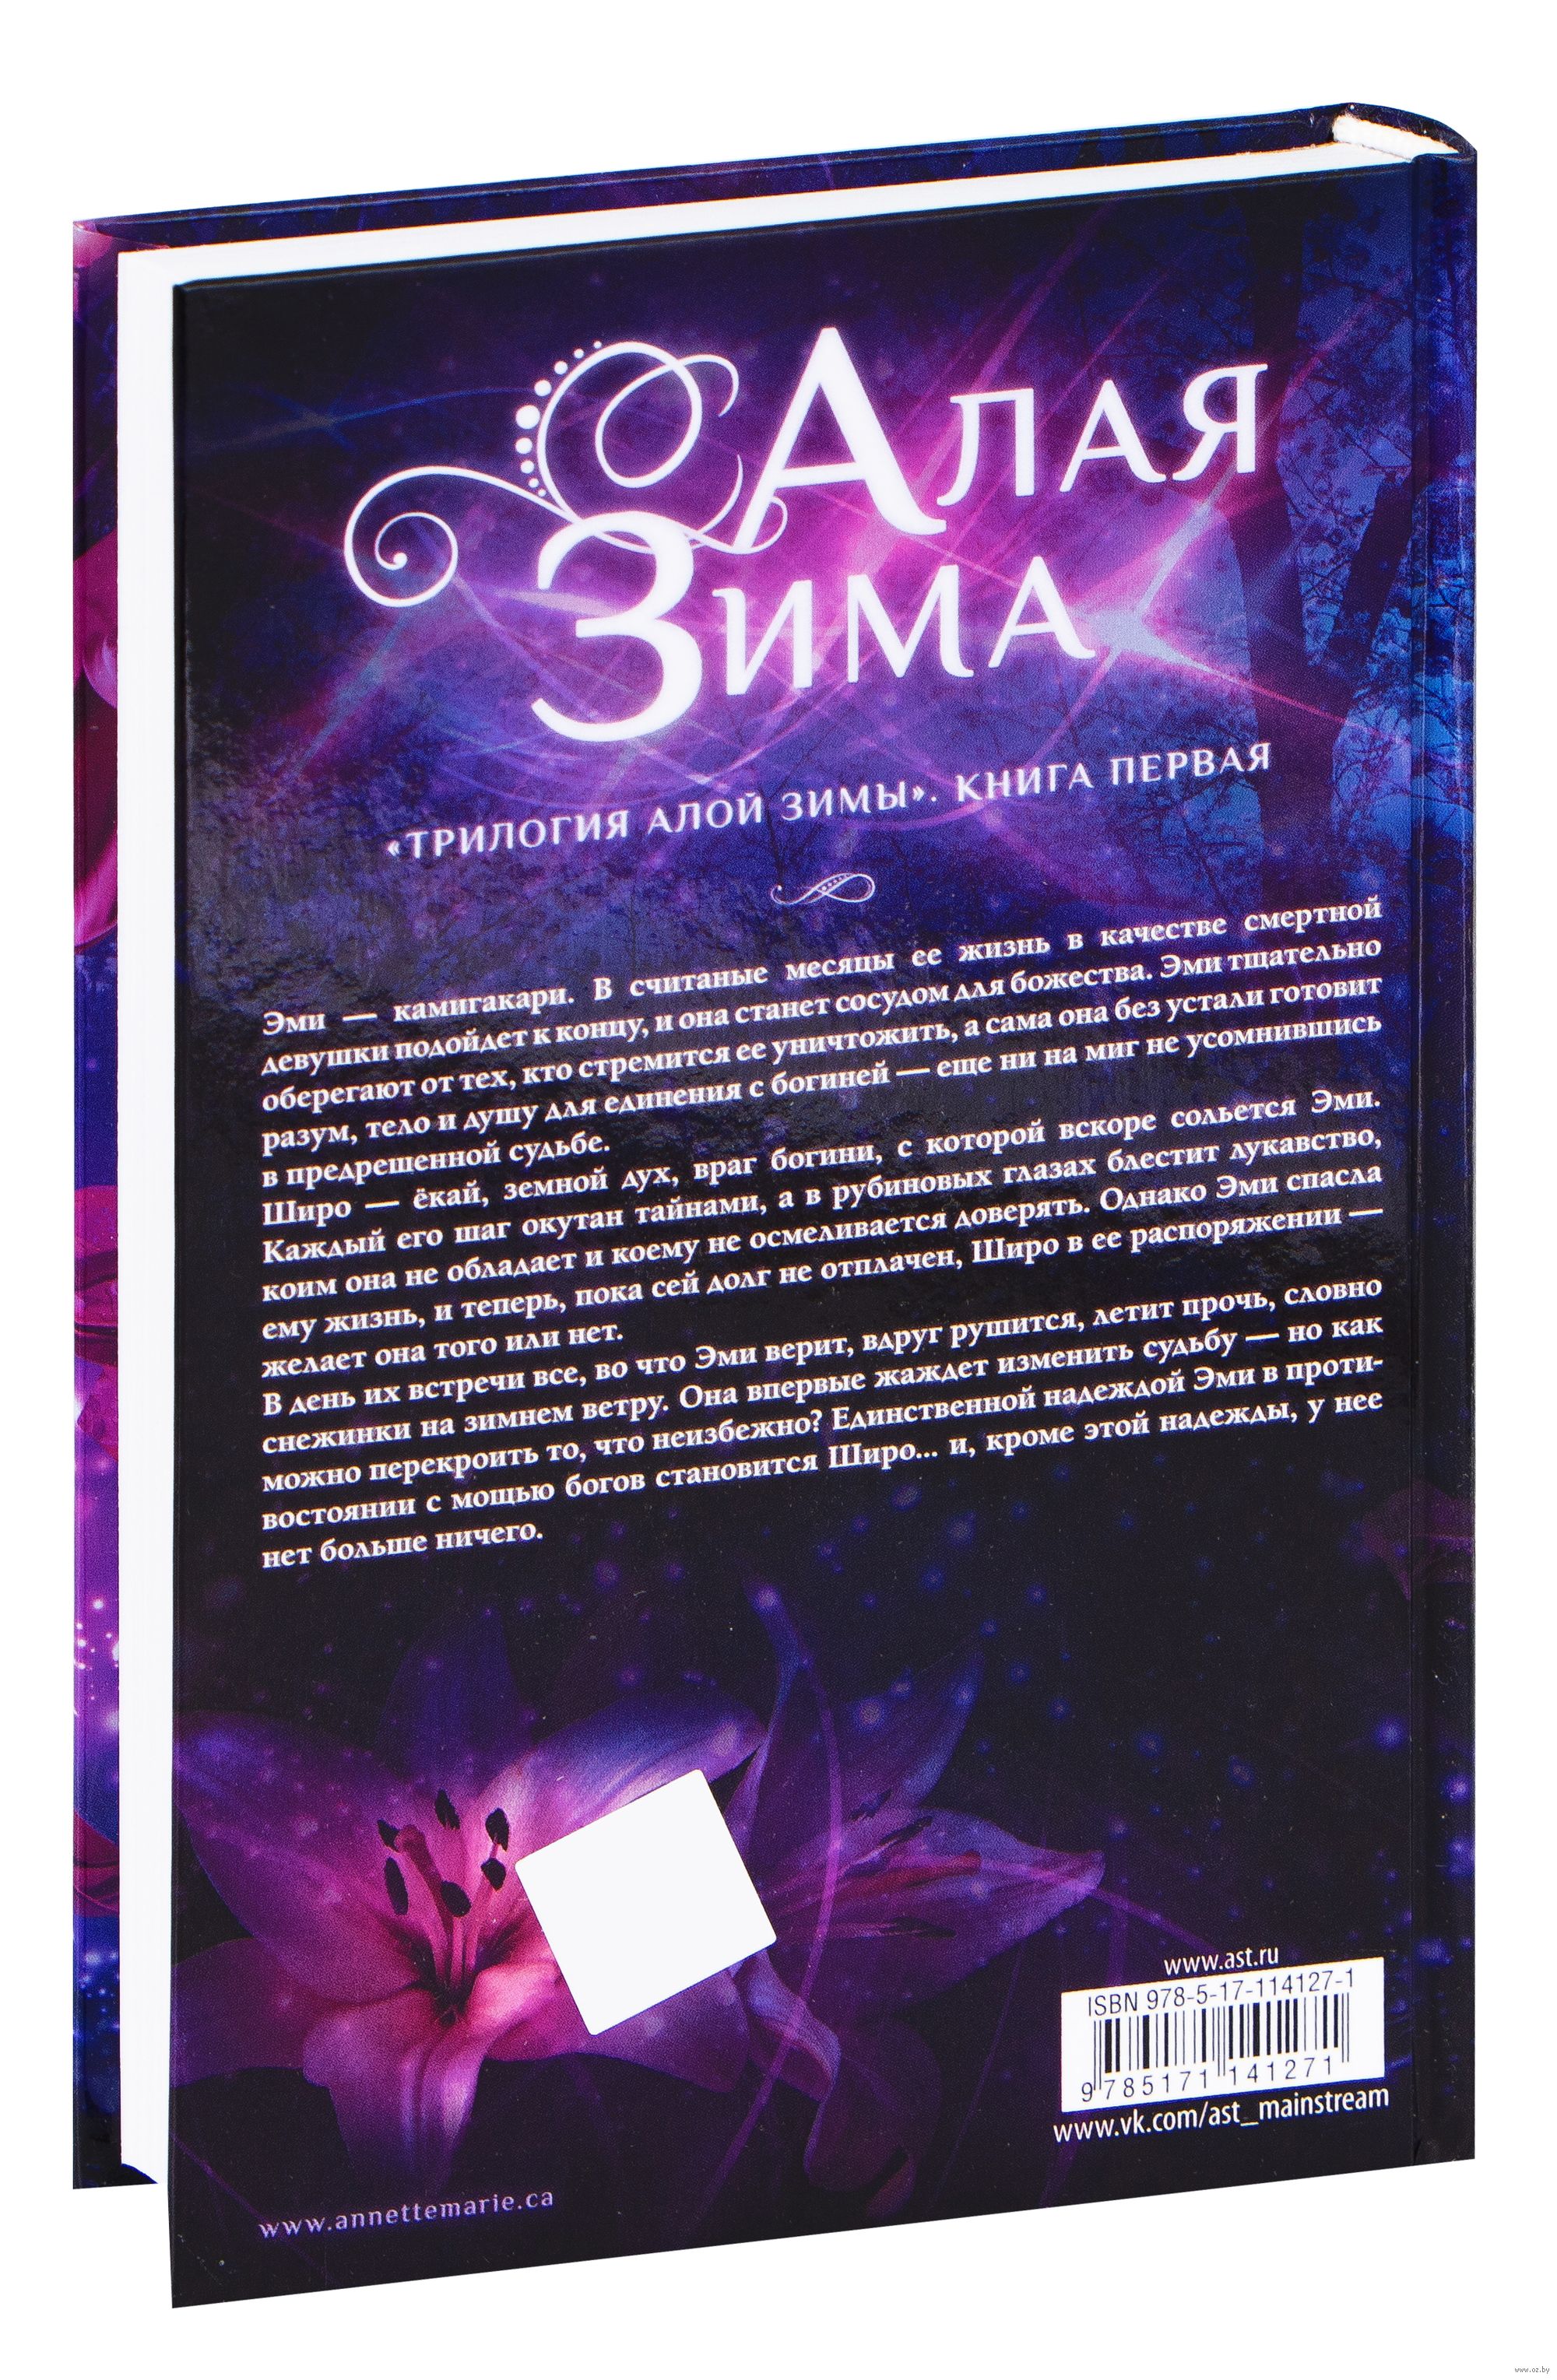 Алая
Зима
«ТРИЛОГИЯ АЛОЙ ЗИМЫ». КНИГА ПЕРВАЯ
Эми — камигакари. В считаные месяцы ее жизнь в качестве смертной
девушки подойдет к концу, и она станет сосудом для божества. Эми тщательно
оберегают от тех, кто стремится ее уничтожить, а сама она без устали готовит
разум, тело и душу для единения с богиней — еще ни на миг не усомнившись
в предрешенной судьбе.
Широ — ёкай, земной дух, враг богини, с которой вскоре сольется Эми.
Каждый его шаг окутан тайнами, а в рубиновых глазах блестит лукавство,
коим она не обладает и коему не осмеливается доверять. Однако Эми спасла
ему жизнь, и теперь, пока сей долг не отплачен, Широ в ее распоряжении —
желает она того или нет.
В день их встречи все, во что Эми верит, вдруг рушится, летит прочь, словно
снежинки на зимнем ветру. Она впервые жаждет изменить судьбу — но как
можно перекроить то, что неизбежно? Единственной надеждой Эми в проти-
востоянии с мощью богов становится Широ... и, кроме этой надежды, у нее
нет больше ничего.
www.ast.ru
ISBN 978-5-17-114127-1
9 785171 141271
www.vk.com/ast_mainstream
www.annettemarie.ca
www.oz.by